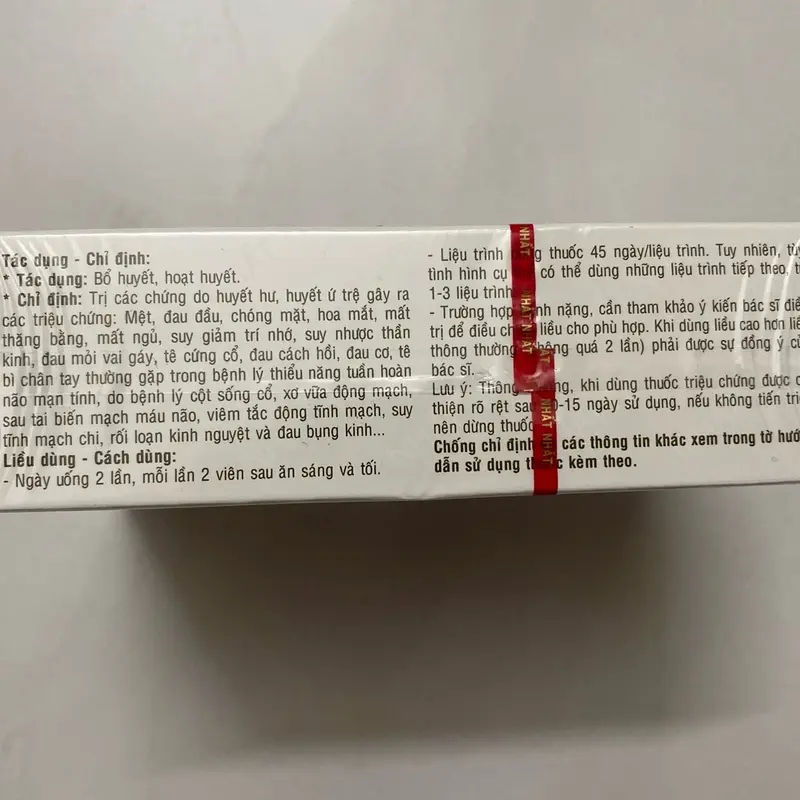 Tác dụng - Chỉ định:
* Tác dụng: Bổ huyết, hoạt huyết.
* Chỉ định: Trị các chứng do huyết hư, huyết ứ trệ gây ra
các triệu chứng: Mệt, đau đầu, chóng mặt, hoa mắt, mất
thăng bằng, mất ngủ, suy giảm trí nhớ, suy nhược thần
kinh, đau mỏi vai gáy, tê cứng cổ, đau cách hồi, đau cơ, tê
bì chân tay thường gặp trong bệnh lý thiểu năng tuần hoàn
não mạn tính, do bệnh lý cột sống cổ, xơ vữa động mạch,
sau tai biến mạch máu não, viêm tắc động tĩnh mạch, suy
tĩnh mạch chi, rối loạn kinh nguyệt và đau bụng kinh...
Liều dùng - Cách dùng:
- Ngày uống 2 lần, mỗi lần 2 viên sau ăn sáng và tối.
- Liệu trình thuốc 45 ngày/liệu trình. Tuy nhiên,
tình hình cụ có thể dùng những liệu trình tiếp theo,
1-3 liệu trình
- Trường hợp nặng, cần tham khảo ý kiến bác sĩ
trị để điều liều cho phù hợp. Khi dùng liều cao hơn
thông thường quá 2 lần) phải được sự đồng ý
bác sĩ.
Lưu ý: khi dùng thuốc triệu chứng được
thiện rõ rệt sau ngày sử dụng, nếu không tiến
nên dừng thuốc
Chống chỉ định các thông tin khác xem trong tờ
dẫn sử dụng kèm theo.
NHẤT
NHẤT NHẤT
NHẤT NHẤT